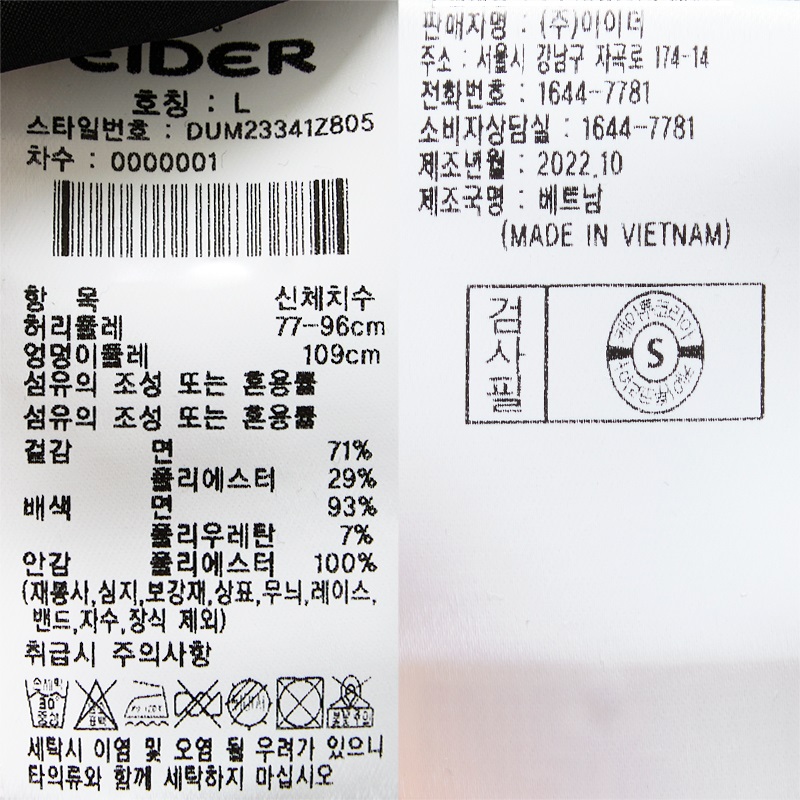 EIDER
호칭 : L
스타일번호 : DUM23341Z805
차수 : 0000001
항 목 신체치수
허리둘레 77-96cm
엉덩이둘레 109cm
섬유의 조성 또는 혼용률
섬유의 조성 또는 혼용률
겉감 면 71%
폴리에스터 29%
배색 면 93%
폴리우레탄 7%
안감 폴리에스터 100%
(재봉사,심지,보강재,상표,무늬,레이스,
밴드,자수,장식 제외)
취급시 주의사항
손세탁
30°
중성
표백
세탁시 이염 및 오염 될 우려가 있으니
타의류와 함께 세탁하지 마십시오
판매자명 : (주)아이더
주소 : 서울시 강남구 자곡로 174-14
전화번호 : 1644-7781
소비자상담실 : 1644-7781
제조년월 : 2022.10
제조국명 : 베트남
(MADE IN VIETNAM)
검사필
S